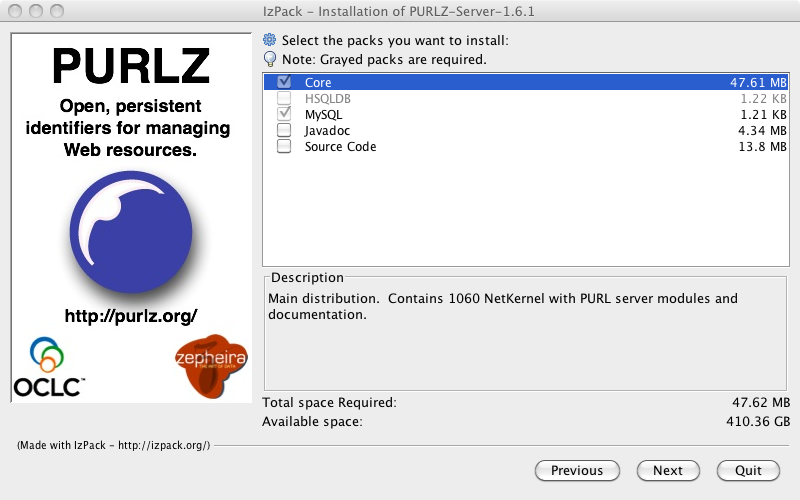 IzPack - Installation of PURLZ-Server-1.6.1
PURLZ
Open, persistent
identifiers for managing
Web resources.
http://purlz.org/
OCLC™
zepheira
THE ART OF DATA
Select the packs you want to install:
Note: Grayed packs are required.
Core 47.61 MB
HSQLDB 1.22 KB
MySQL 1.21 KB
Javadoc 4.34 MB
Source Code 13.8 MB
Description
Main distribution. Contains 1060 NetKernel with PURL server modules and
documentation.
Total space Required: 47.62 MB
Available space: 410.36 GB
(Made with IzPack - http://izpack.org/)
Previous Next Quit